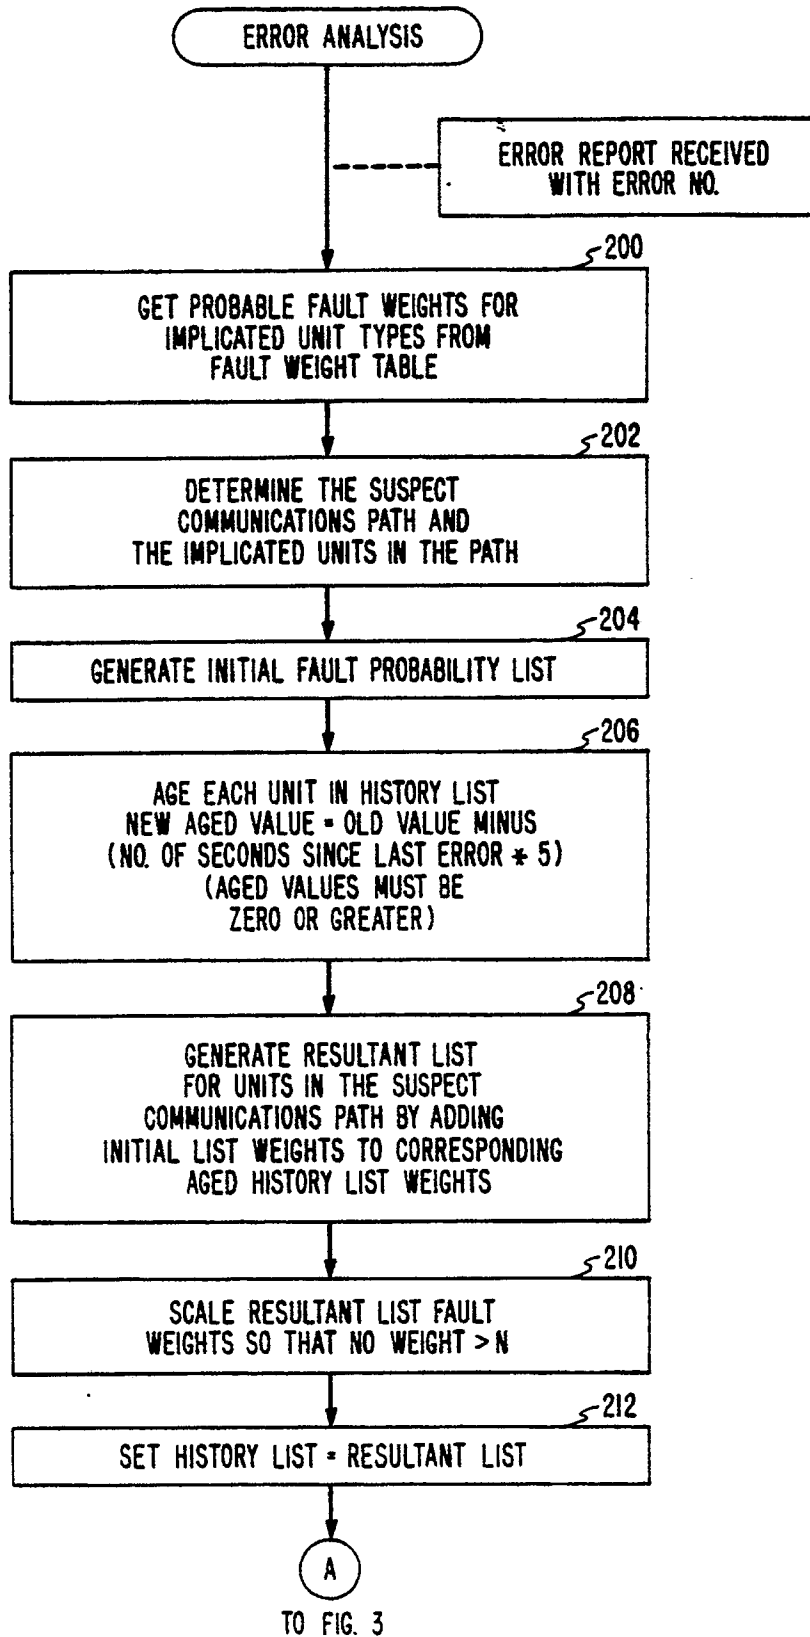 ERROR ANALYSIS
ERROR REPORT RECEIVED
WITH ERROR NO.
200
GET PROBABLE FAULT WEIGHTS FOR
IMPLICATED UNIT TYPES FROM
FAULT WEIGHT TABLE
202
DETERMINE THE SUSPECT
COMMUNICATIONS PATH AND
THE IMPLICATED UNITS IN THE PATH
204
GENERATE INITIAL FAULT PROBABILITY LIST
206
AGE EACH UNIT IN HISTORY LIST
NEW AGED VALUE = OLD VALUE MINUS
(NO. OF SECONDS SINCE LAST ERROR * 5)
(AGED VALUES MUST BE
ZERO OR GREATER)
208
GENERATE RESULTANT LIST
FOR UNITS IN THE SUSPECT
COMMUNICATIONS PATH BY ADDING
INITIAL LIST WEIGHTS TO CORRESPONDING
AGED HISTORY LIST WEIGHTS
210
SCALE RESULTANT LIST FAULT
WEIGHTS SO THAT NO WEIGHT > N
212
SET HISTORY LIST = RESULTANT LIST
A
TO FIG. 3